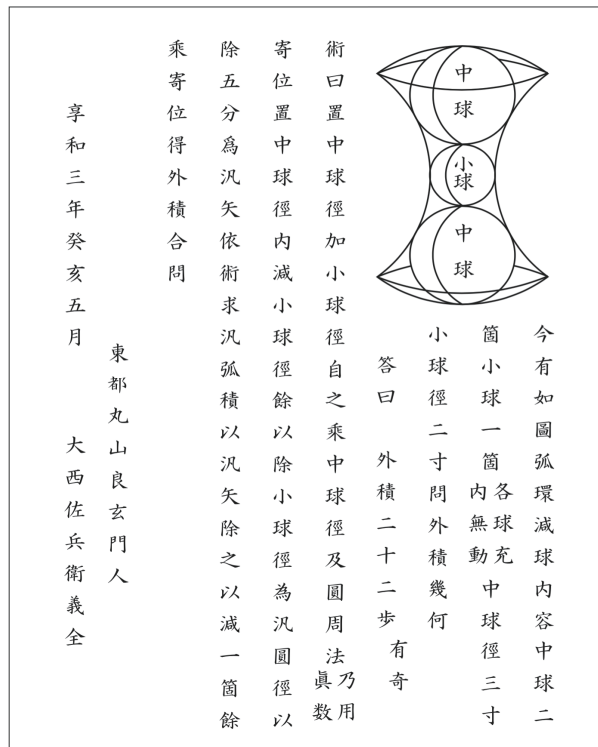 中球
小球
中球
今有如圖弧環減球内容中球二
箇小球一箇各球充内無動中球徑三寸
小球徑二寸問外積幾何
答曰 外積二十二歩有奇
術曰置中球徑加小球徑自之乘中球徑及圓周法乃用眞数
寄位置中球徑内減小球徑餘以除小球徑為汎圓徑以
除五分爲汎矢依術求汎弧積以汎矢除之以減一箇餘
乘寄位得外積合問
享和三年癸亥五月
東都丸山良玄門人
大西佐兵衛義全